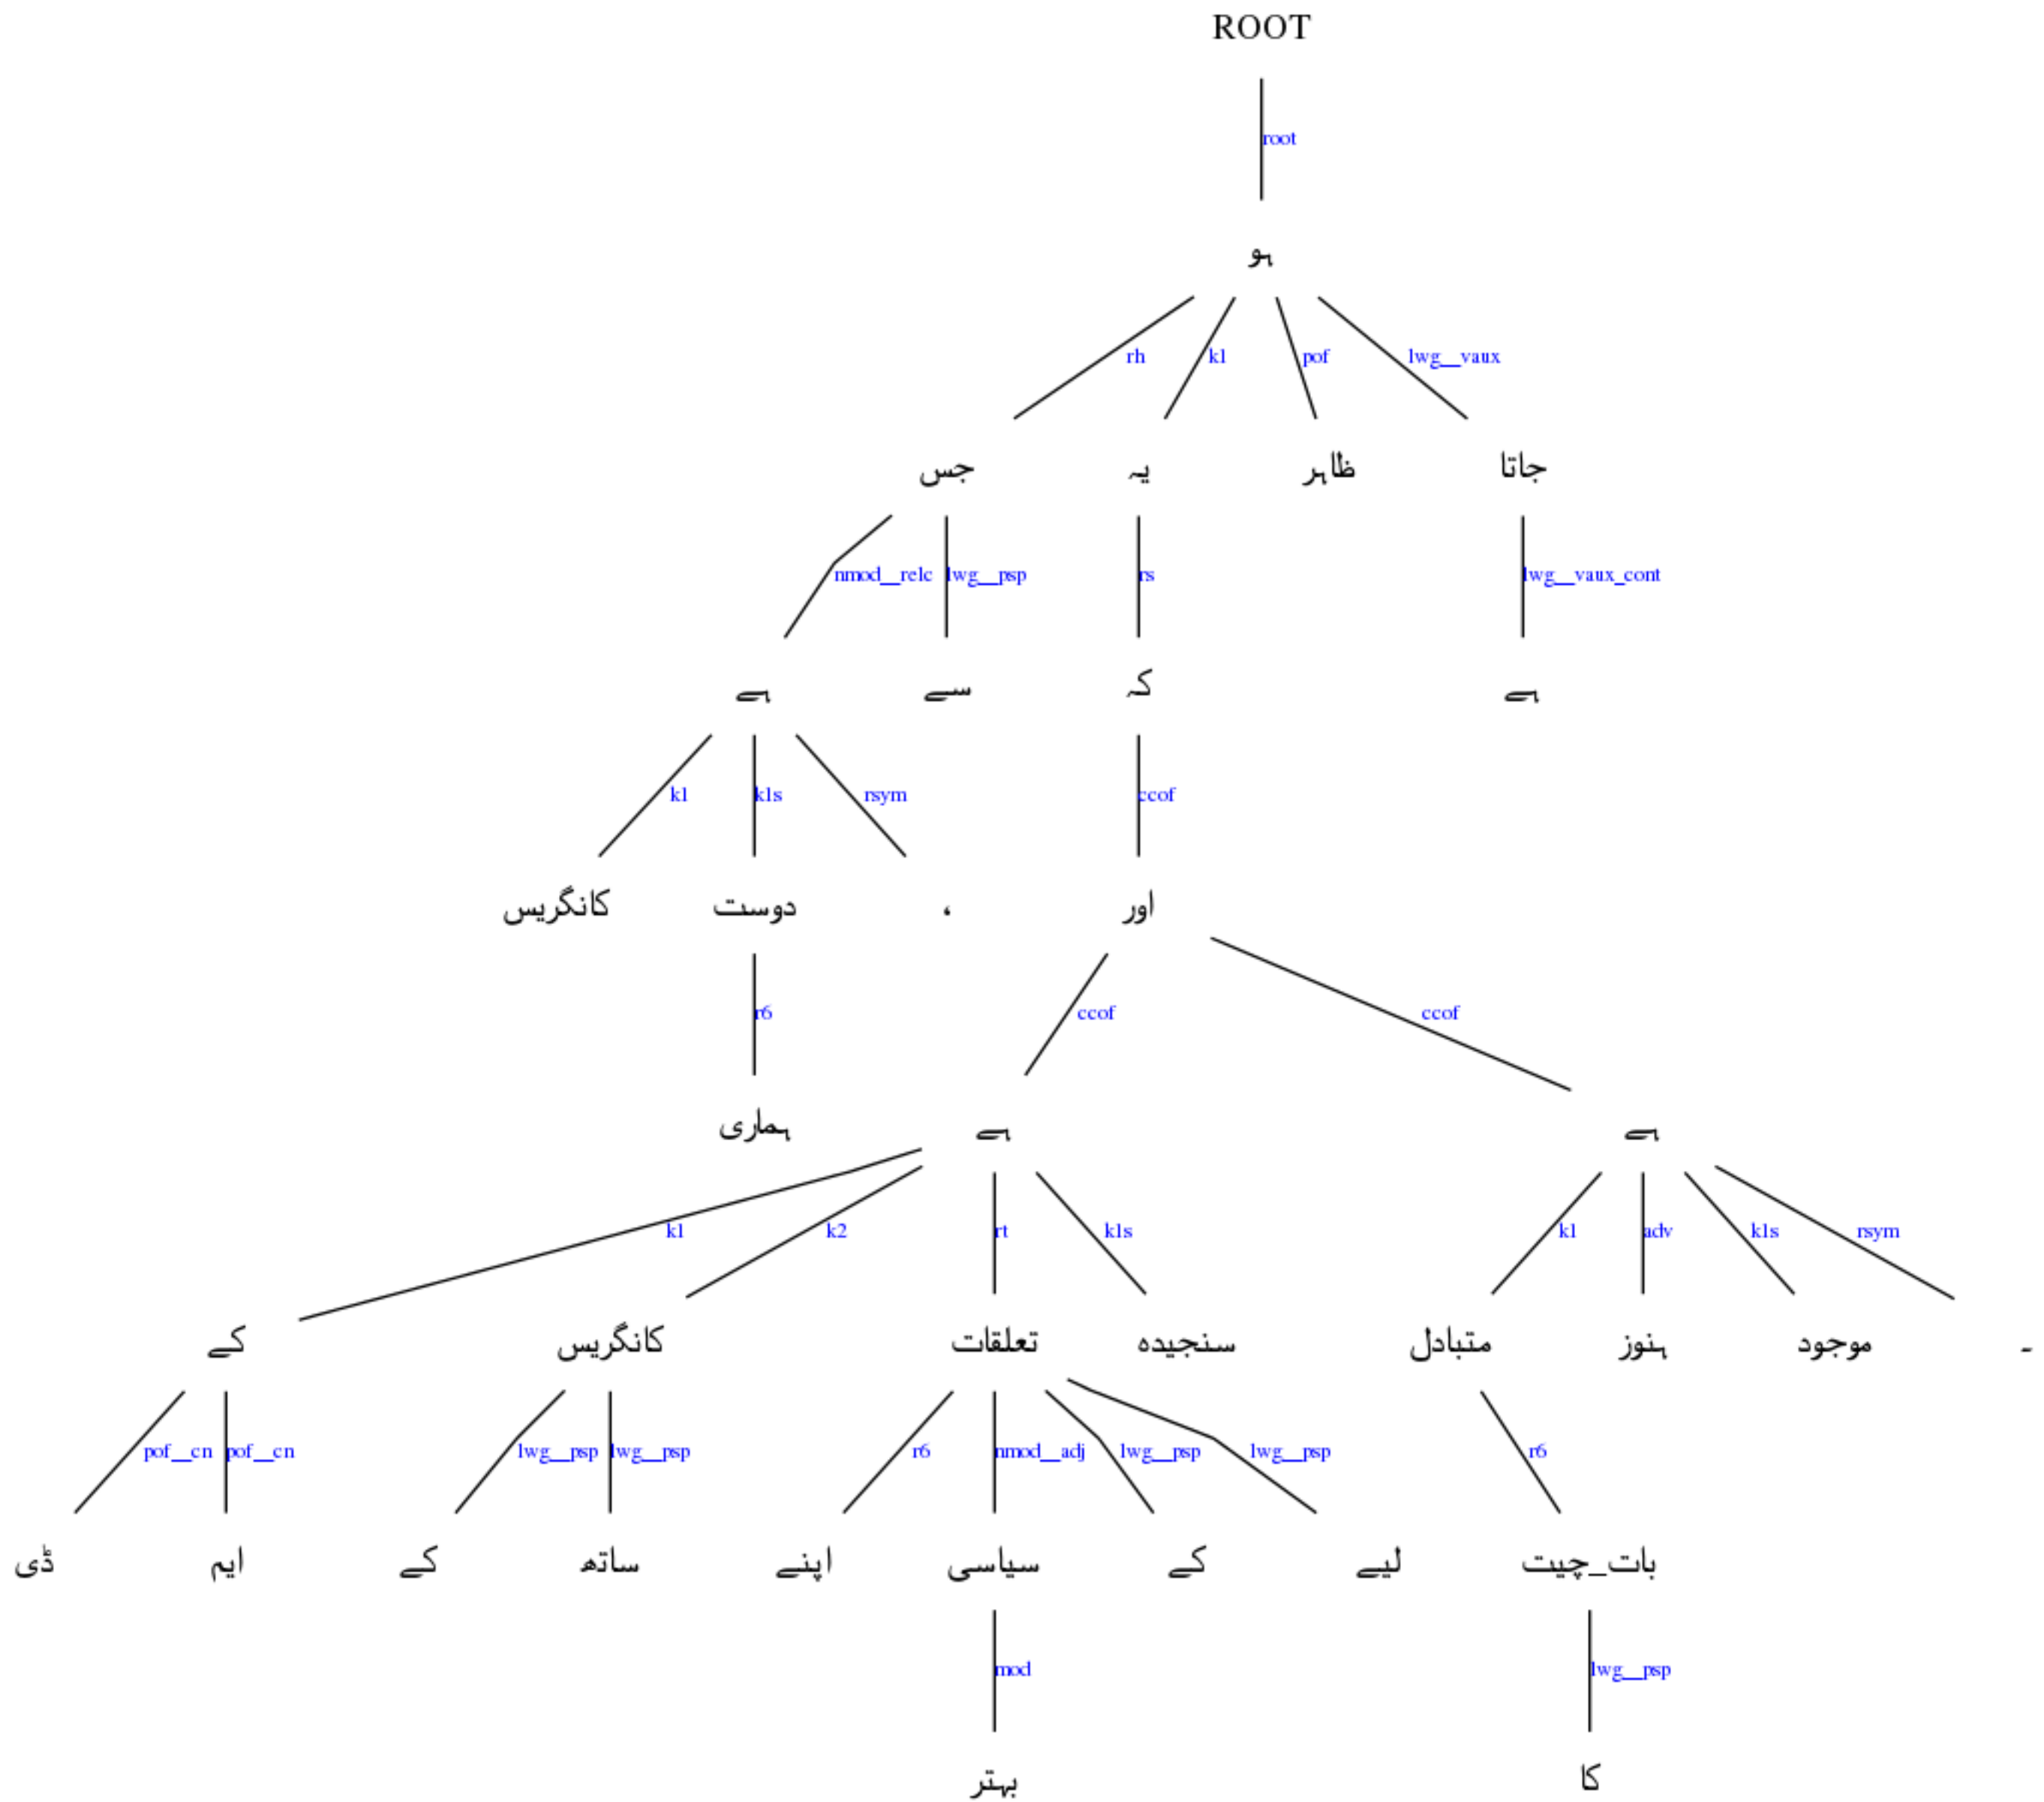 ROOT
root
ہو
rh k1 pof lwg__vaux
جس یہ ظاہر جاتا
nmod__relc lwg__psp rs lwg__vaux_cont
ہے سے کہ ہے
k1 k1s rsym ccof
کانگریس دوست ، اور
r6 ccof ccof
ہماری ہے ہے
k1 k2 rt k1s k1 adv k1s rsym
کے کانگریس تعلقات سنجیدہ متبادل ہنوز موجود ۔
pof__cn pof__cn lwg__psp lwg__psp r6 nmod__adj lwg__psp lwg__psp r6
ڈی ایم کے ساتھ اپنے سیاسی کے لیے بات_چیت
mod lwg__psp
بہتر کا